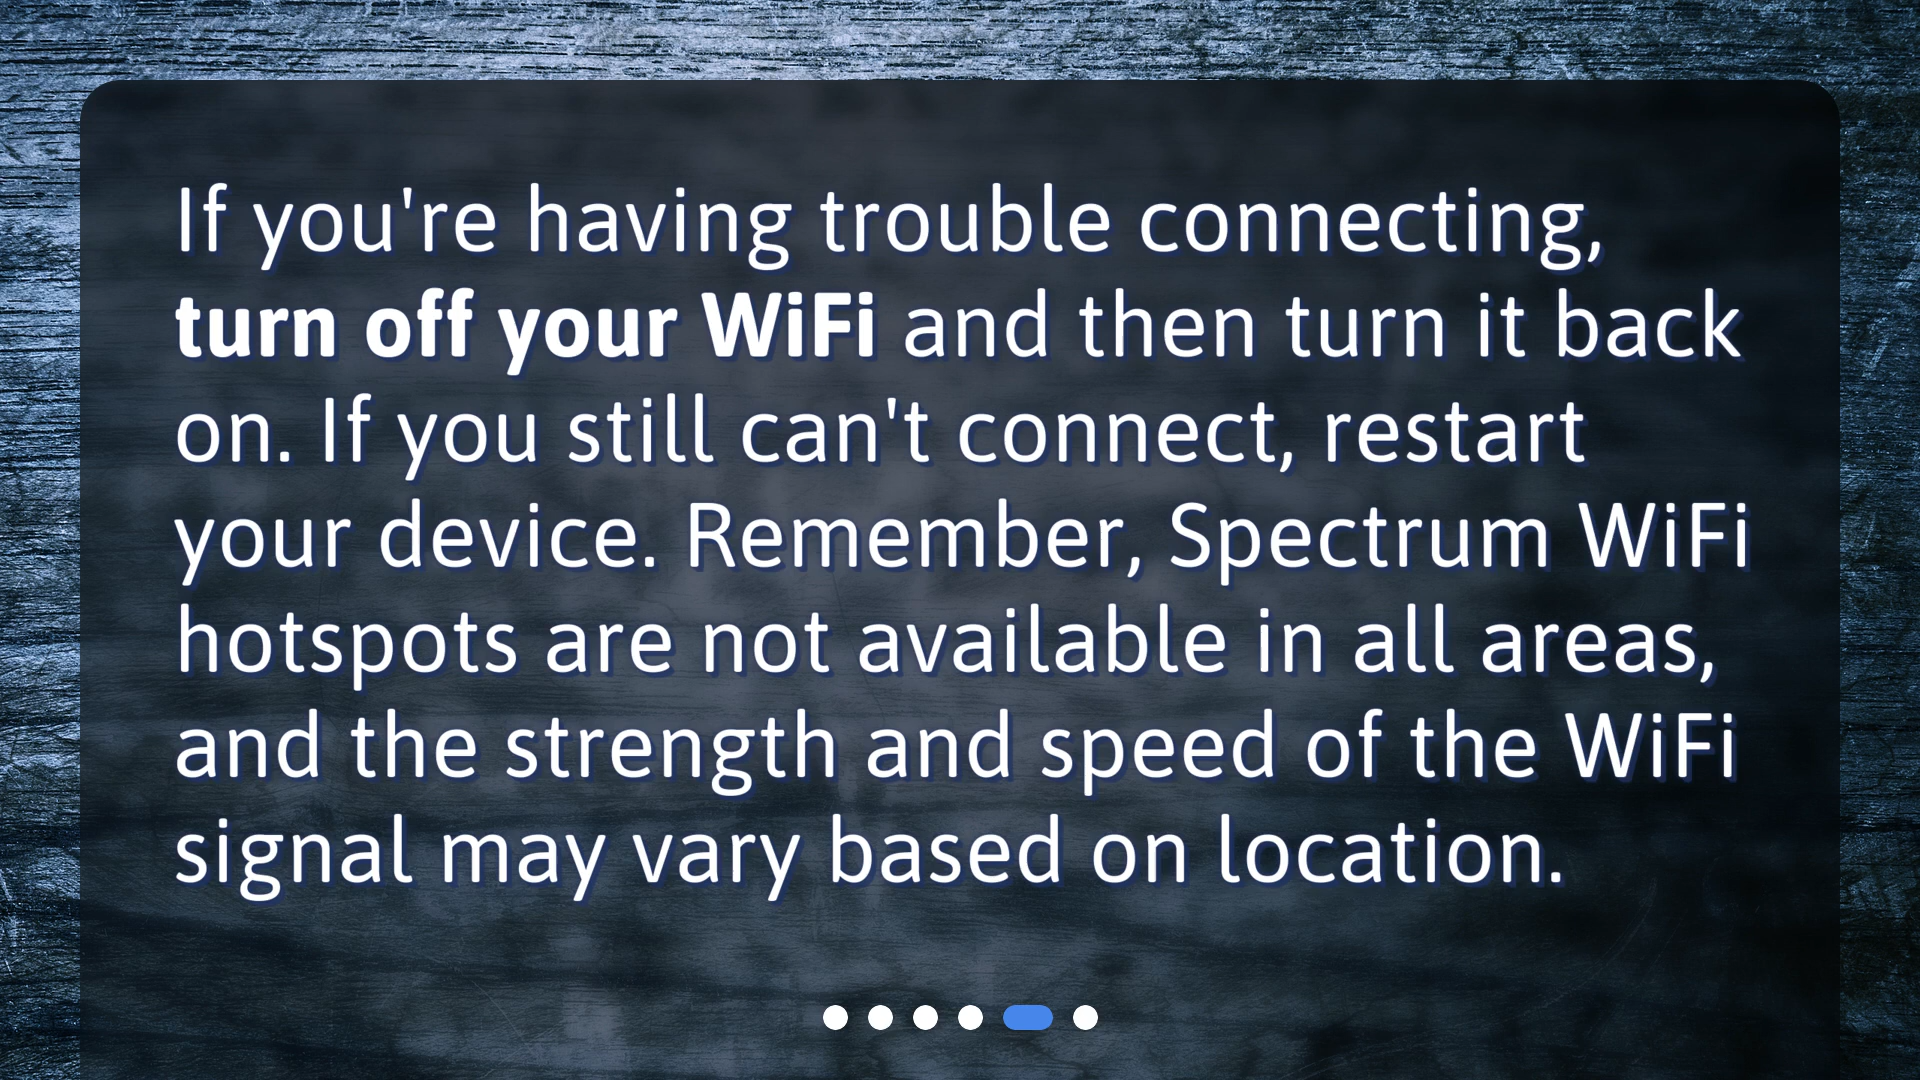 If you're having trouble connecting,
turn off your WiFi and then turn it back
on. If you still can't connect, restart
your device. Remember, Spectrum WiFi
hotspots are not available in all areas,
and the strength and speed of the WiFi
signal may vary based on location.